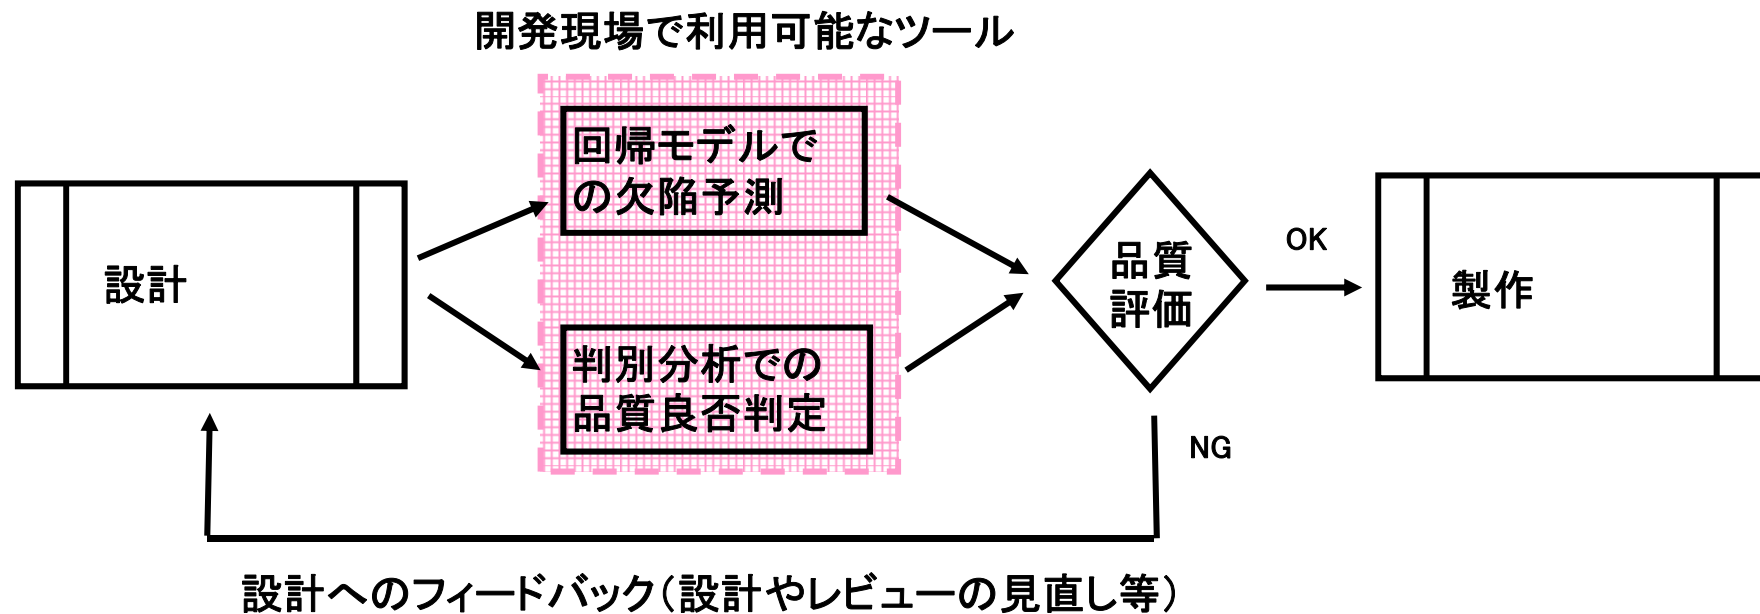 開発現場で利用可能なツール
回帰モデルで
の欠陥予測
設計
判別分析での
品質良否判定
品質
評価
OK
製作
NG
設計へのフィードバック(設計やレビューの見直し等)